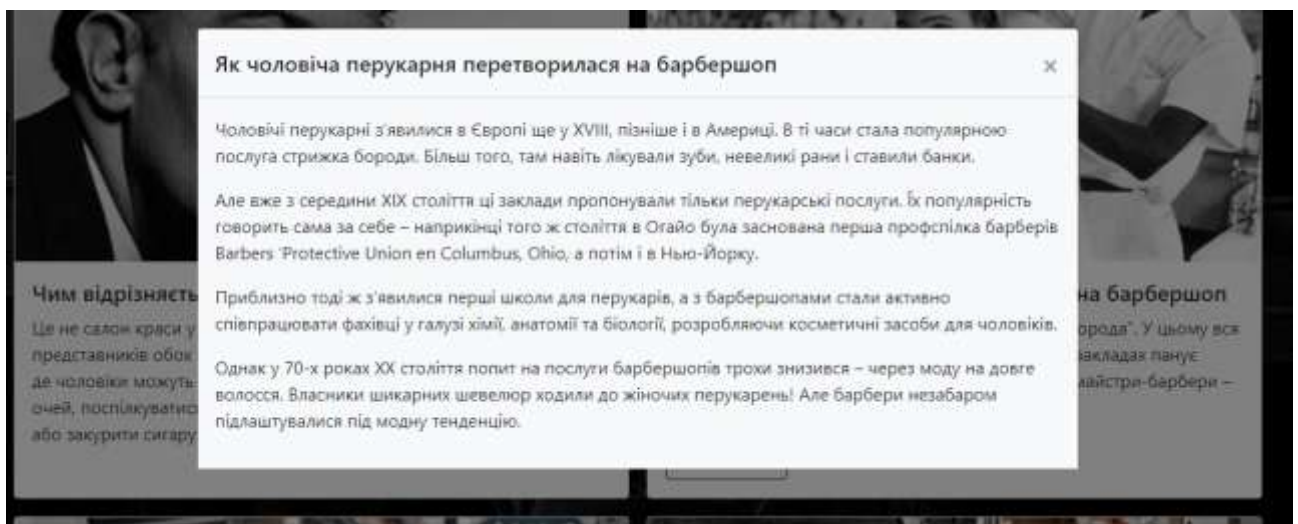 Як чоловіча перукарня перетворилася на барбершоп
×
Чоловічі перукарні з'явилися в Європі ще у XVIII, пізніше і в Америці. В ті часи стала популярною
послуга стрижка бороди. Більш того, там навіть лікували зуби, невеликі рани і ставили банки.
Але вже з середини XIX століття ці заклади пропонували тільки перукарські послуги. Їх популярність
говорить сама за себе – наприкінці того ж століття в Огайо була заснована перша профспілка барберів
Barbers 'Protective Union en Columbus, Ohio, а потім і в Нью-Йорку.
Приблизно тоді ж з'явилися перші школи для перукарів, а з барбершопами стали активно
співпрацювати фахівці у галузі хімії, анатомії та біології, розробляючи косметичні засоби для чоловіків.
Однак у 70-х роках XX століття попит на послуги барбершопів трохи знизився – через моду на довге
волосся. Власники шикарних шевелюр ходили до жіночих перукарень! Але барбери незабаром
підлаштувалися під модну тенденцію.
Чим відрізняєть
Це не салон краси у
представників обох
де чоловіки можуть
очей, поспілкуватис
або закурити сигару
на барбершоп
орода". У цьому вся
закладах панує
майстри-барбери –